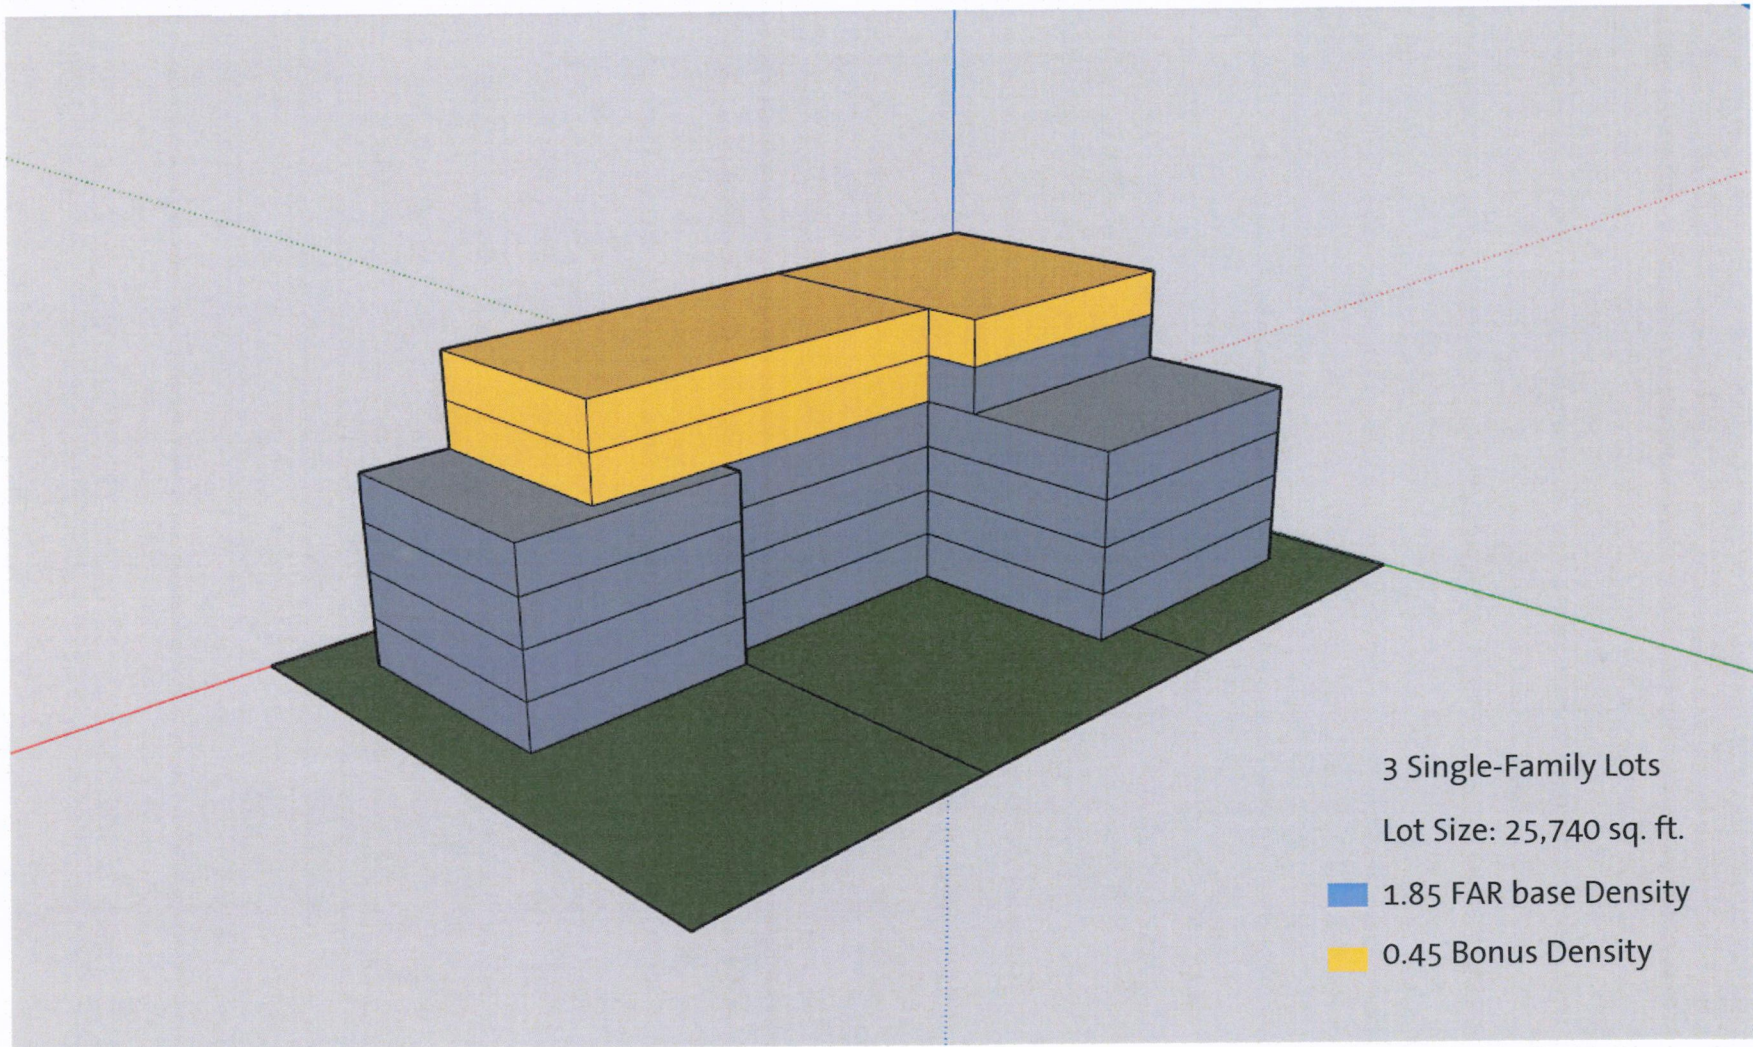 3 Single-Family Lots
Lot Size: 25,740 sq. ft.
1.85 FAR base Density
0.45 Bonus Density